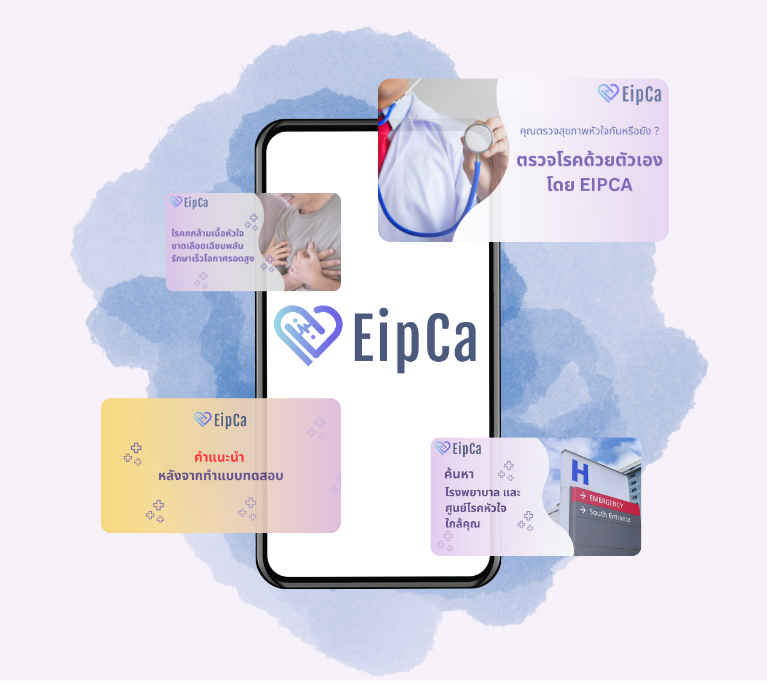 EipCa
คุณตรวจสุขภาพหัวใจกันหรือยัง ?
ตรวจโรคด้วยตัวเอง
โดย EIPCA
EipCa
โรคกล้ามเนื้อหัวใจ
ขาดเลือดเฉียบพลัน
รักษาเร็วโอกาศรอดสูง
EipCa
EipCa
คำแนะนำ
หลังจากทำแบบทดสอบ
EipCa
ค้นหา
โรงพยาบาล และ
ศูนย์โรคหัวใจ
ใกล้คุณ
H
→ EMERGENCY
→ South Entrance